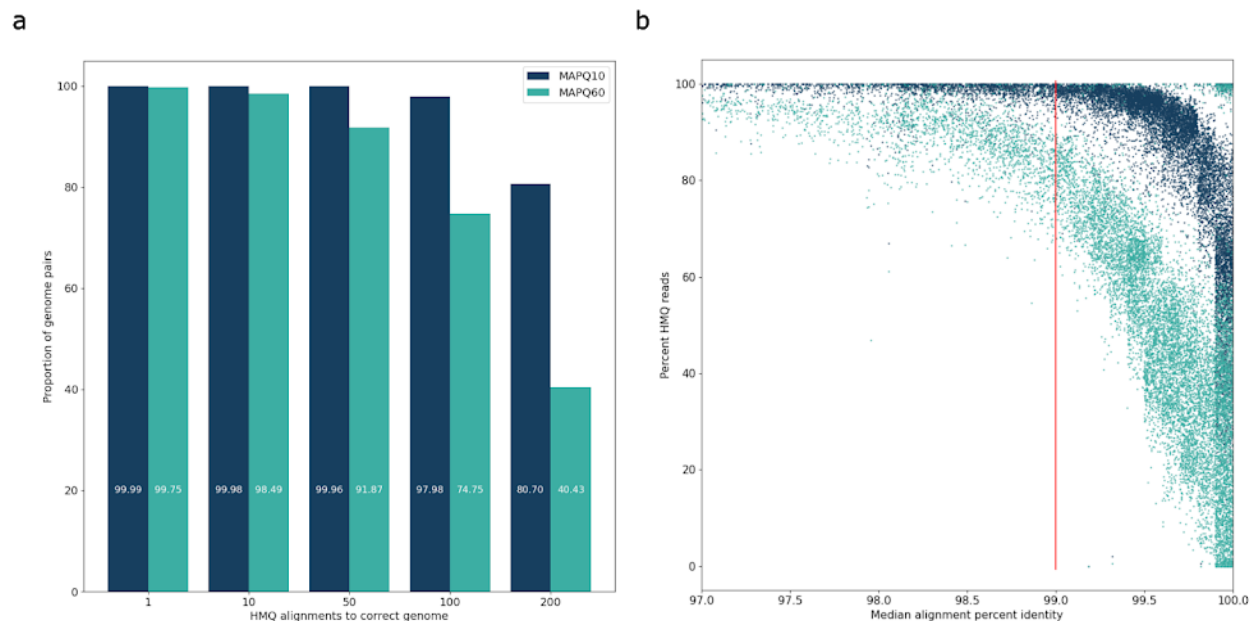 a
b
100
80
60
40
20
0
Proportion of genome pairs
MAPQ10
MAPQ60
99.99 99.75 99.98 98.49 99.96 91.87 97.98 74.75 80.70 40.43
1 10 50 100 200
HMQ alignments to correct genome
100
80
60
40
20
0
Percent HMQ reads
97.0 97.5 98.0 98.5 99.0 99.5 100.0
Median alignment percent identity